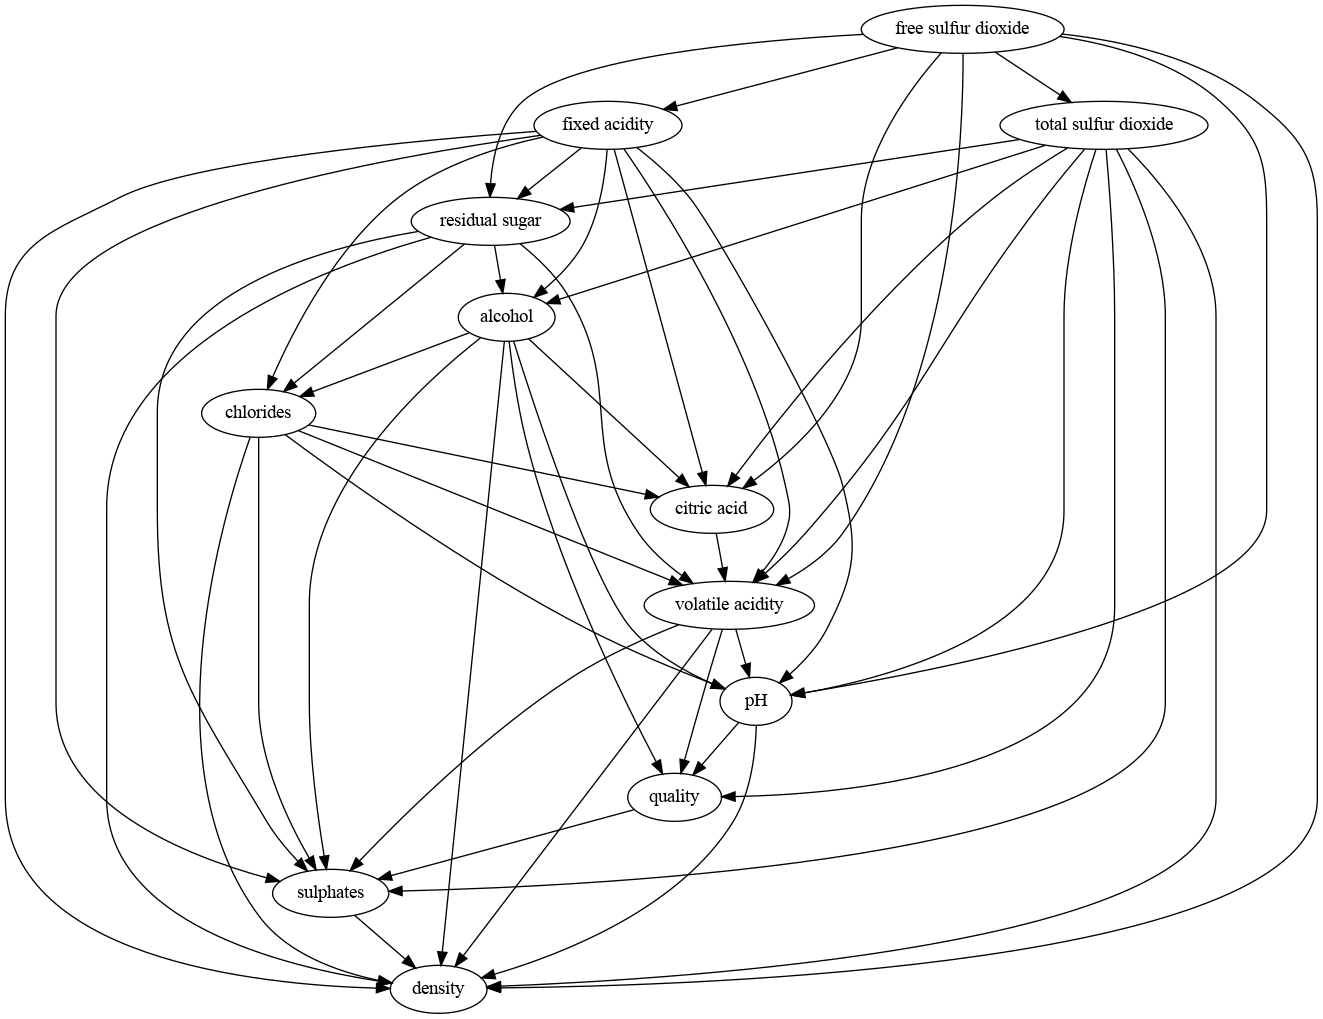 free sulfur dioxide
fixed acidity
total sulfur dioxide
residual sugar
alcohol
chlorides
citric acid
volatile acidity
pH
quality
sulphates
density